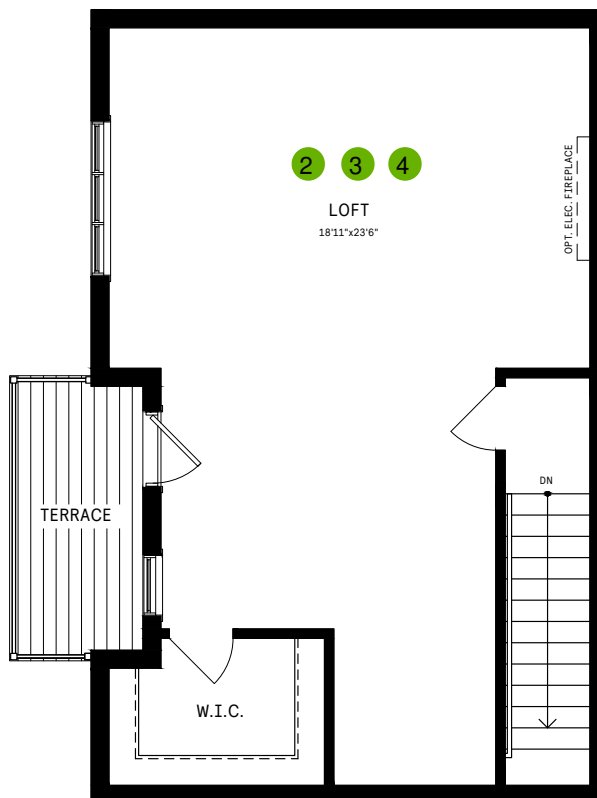 2 3 4
LOFT
18'11"x23'6"
OPT. ELEC. FIREPLACE
DN
TERRACE
W.I.C.